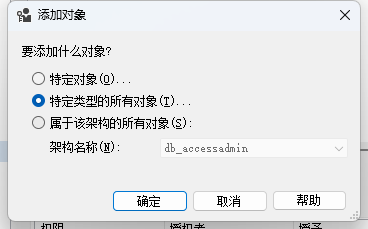 添加对象
要添加什么对象?
特定对象(O)...
特定类型的所有对象(T)...
属于该架构的所有对象(S):
架构名称(N): db_accessadmin
确定 取消 帮助